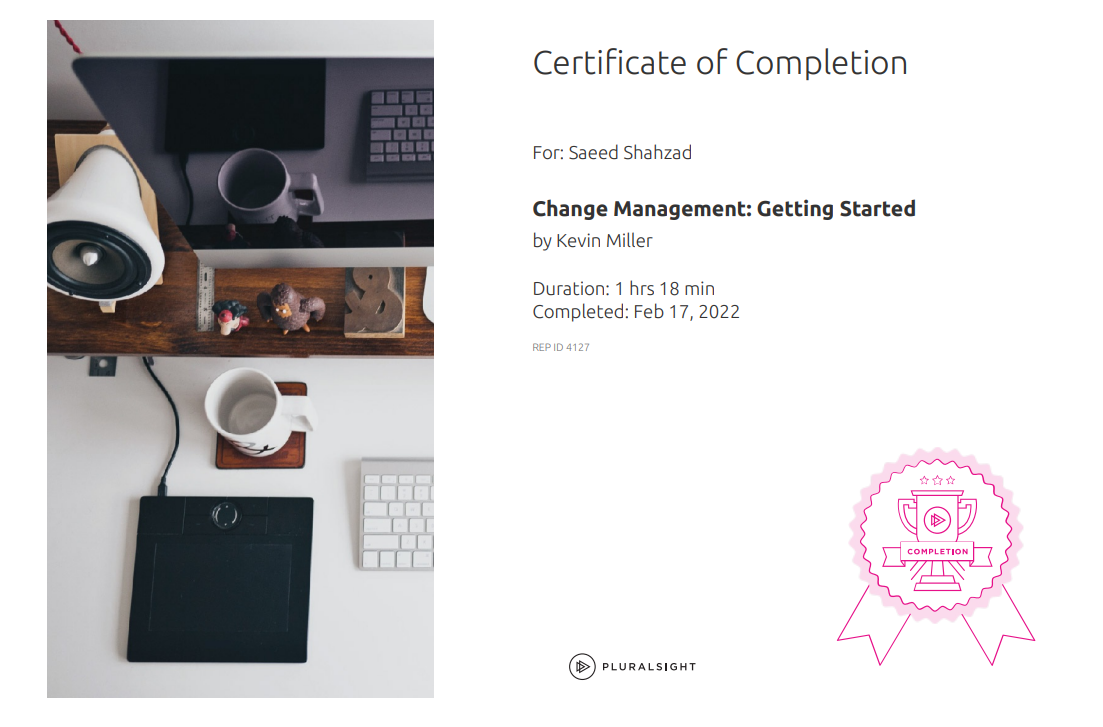 Certificate of Completion
For: Saeed Shahzad
Change Management: Getting Started
by Kevin Miller
Duration: 1 hrs 18 min
Completed: Feb 17, 2022
REP ID 4127
COMPLETION
PLURALSIGHT